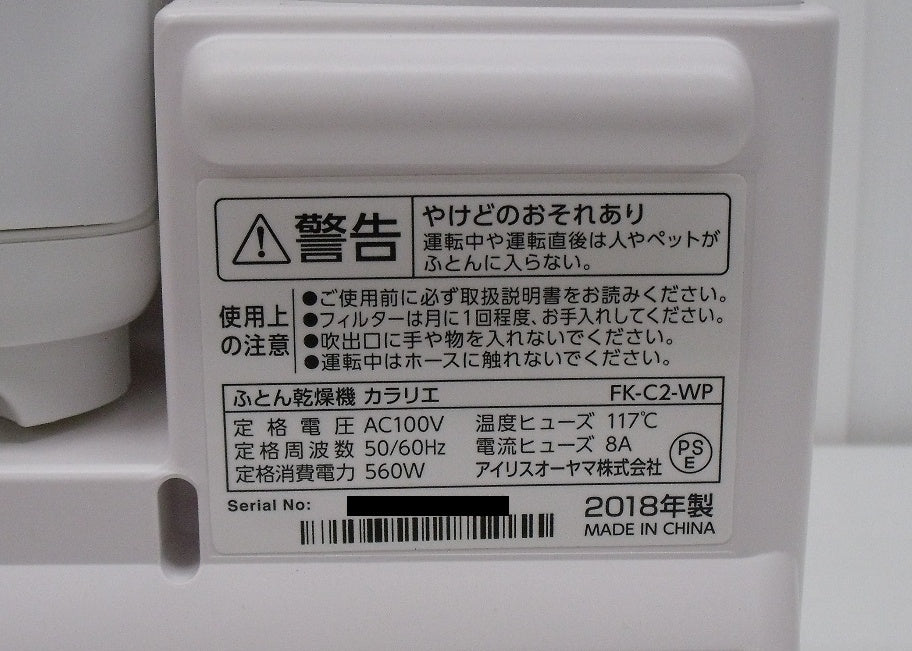 警告
やけどのおそれあり
運転中や運転直後は人やペットが
ふとんに入らない。
使用上
の注意
●ご使用前に必ず取扱説明書をお読みください。
●フィルターは月に1回程度、お手入れしてください。
●吹出口に手や物を入れないでください。
●運転中はホースに触れないでください。
ふとん乾燥機 カラリエ FK-C2-WP
定格電圧 AC100V 温度ヒューズ 117℃
定格周波数 50/60Hz 電流ヒューズ 8A
定格消費電力 560W アイリスオーヤマ株式会社
PS
E
Serial No:
2018年製
MADE IN CHINA